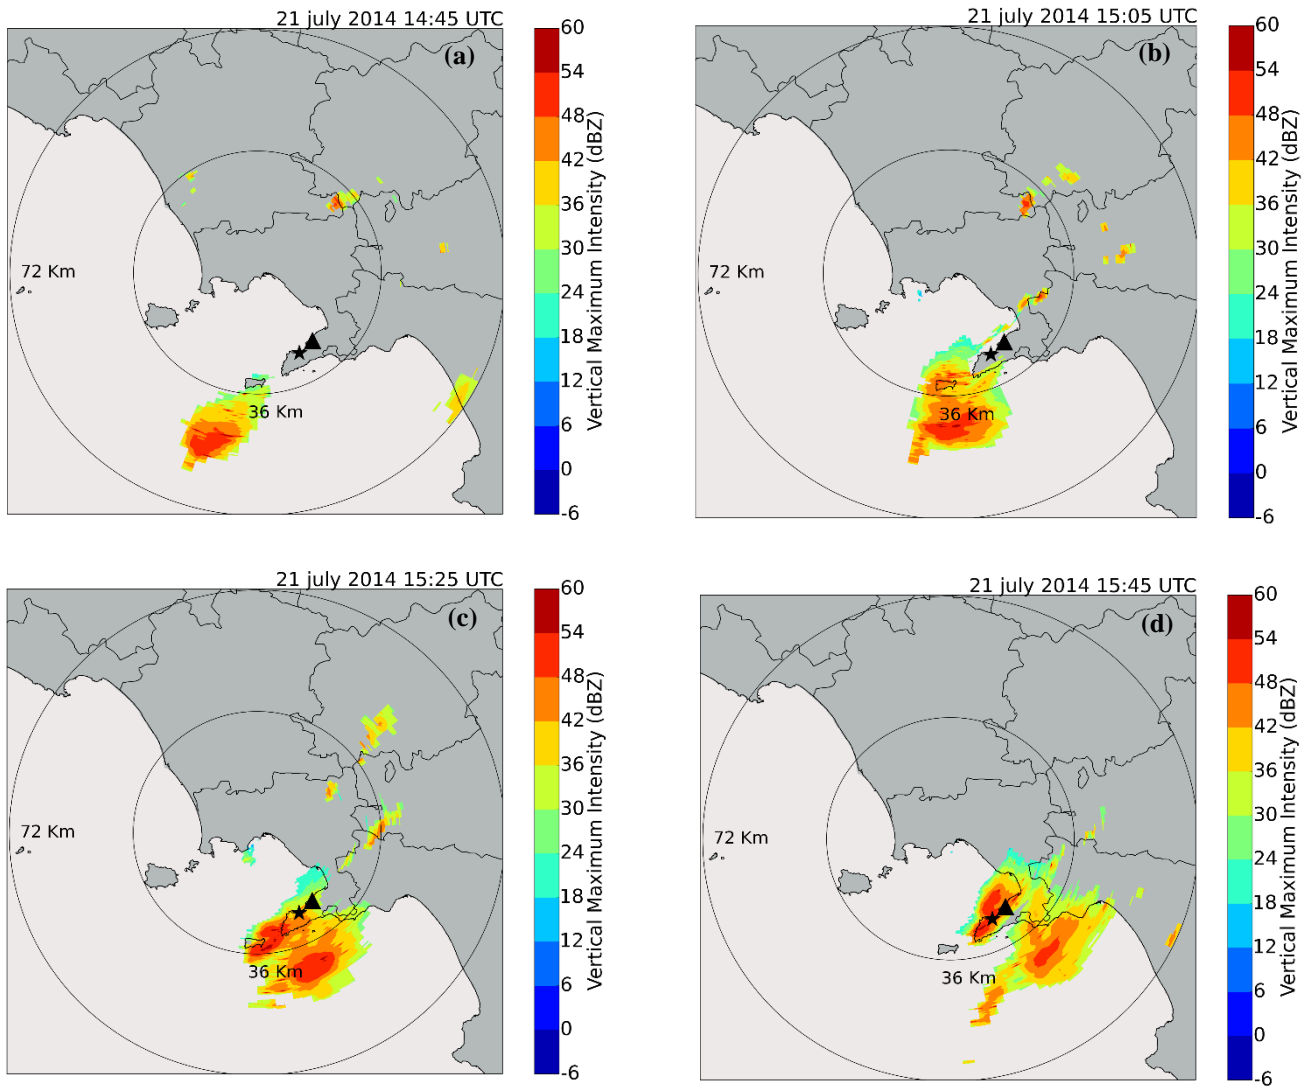 21 july 2014 14:45 UTC
(a)
72 Km
36 Km
60
54
48
42
36
30
24
18
12
6
0
-6
Vertical Maximum Intensity (dBZ)
21 july 2014 15:05 UTC
(b)
72 Km
36 Km
60
54
48
42
36
30
24
18
12
6
0
-6
Vertical Maximum Intensity (dBZ)
21 july 2014 15:25 UTC
(c)
72 Km
36 Km
60
54
48
42
36
30
24
18
12
6
0
-6
Vertical Maximum Intensity (dBZ)
21 july 2014 15:45 UTC
(d)
72 Km
36 Km
60
54
48
42
36
30
24
18
12
6
0
-6
Vertical Maximum Intensity (dBZ)